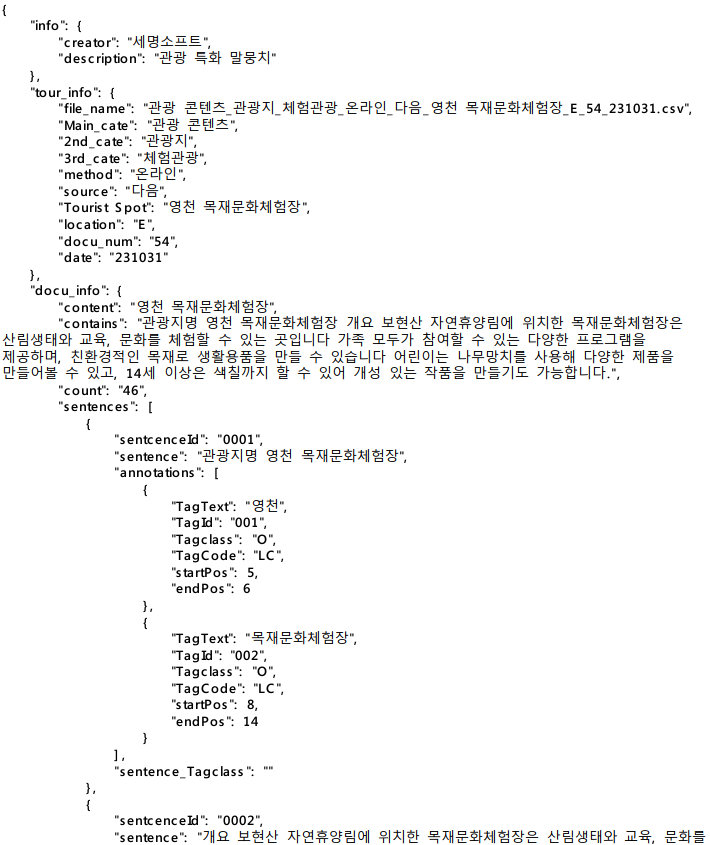 {
"info": {
"creator": "세명소프트",
"description": "관광 특화 말뭉치"
},
"tour_info": {
"file_name": "관광 콘텐츠_관광지_체험관광_온라인_다음_영천 목재문화체험장_E_54_231031.csv",
"Main_cate": "관광 콘텐츠",
"2nd_cate": "관광지",
"3rd_cate": "체험관광",
"method": "온라인",
"source": "다음",
"Tourist Spot": "영천 목재문화체험장",
"location": "E",
"docu_num": "54",
"date": "231031"
},
"docu_info": {
"content": "영천 목재문화체험장",
"contains": "관광지명 영천 목재문화체험장 개요 보현산 자연휴양림에 위치한 목재문화체험장은
산림생태와 교육, 문화를 체험할 수 있는 곳입니다 가족 모두가 참여할 수 있는 다양한 프로그램을
제공하며, 친환경적인 목재로 생활용품을 만들 수 있습니다 어린이는 나무망치를 사용해 다양한 제품을
만들어볼 수 있고, 14세 이상은 색칠까지 할 수 있어 개성 있는 작품을 만들기도 가능합니다.",
"count": "46",
"sentences": [
{
"sentcenceId": "0001",
"sentence": "관광지명 영천 목재문화체험장",
"annotations": [
{
"TagText": "영천",
"TagId": "001",
"Tagclass": "O",
"TagCode": "LC",
"startPos": 5,
"endPos": 6
},
{
"TagText": "목재문화체험장",
"TagId": "002",
"Tagclass": "O",
"TagCode": "LC",
"startPos": 8,
"endPos": 14
}
],
"sentence_Tagclass": ""
},
{
"sentcenceId": "0002",
"sentence": "개요 보현산 자연휴양림에 위치한 목재문화체험장은 산림생태와 교육, 문화를